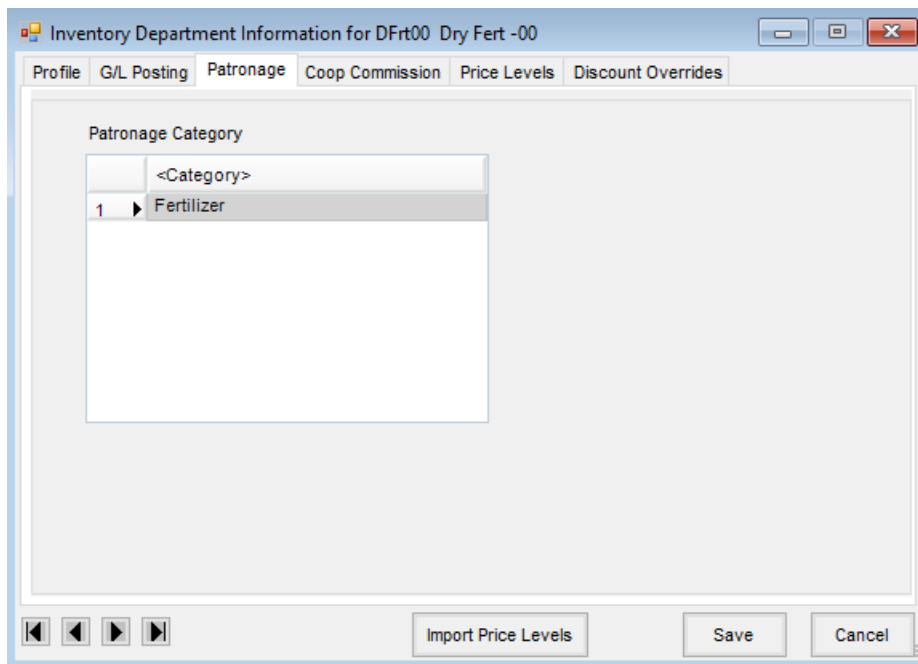 Inventory Department Information for DFrt00 Dry Fert -00
Profile G/L Posting Patronage Coop Commission Price Levels Discount Overrides
Patronage Category
<Category>
1 Fertilizer
Import Price Levels Save Cancel